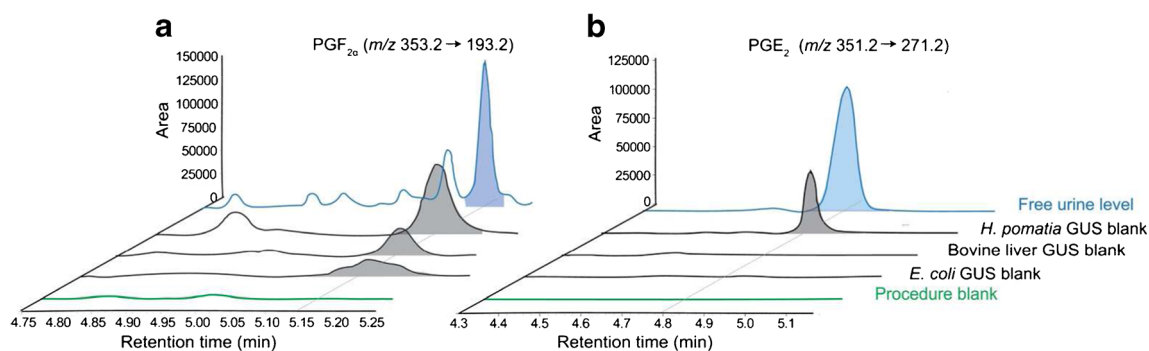 a
PGF2α (m/z 353.2 → 193.2)
150000
125000
100000
75000
50000
25000
0
Area
4.75 4.80 4.85 4.90 4.95 5.00 5.05 5.10 5.15 5.20 5.25
Retention time (min)
b
PGE2 (m/z 351.2 → 271.2)
125000
100000
75000
50000
25000
0
Area
4.3 4.4 4.5 4.6 4.7 4.8 4.9 5.0 5.1
Retention time (min)
Free urine level
H. pomatia GUS blank
Bovine liver GUS blank
E. coli GUS blank
Procedure blank